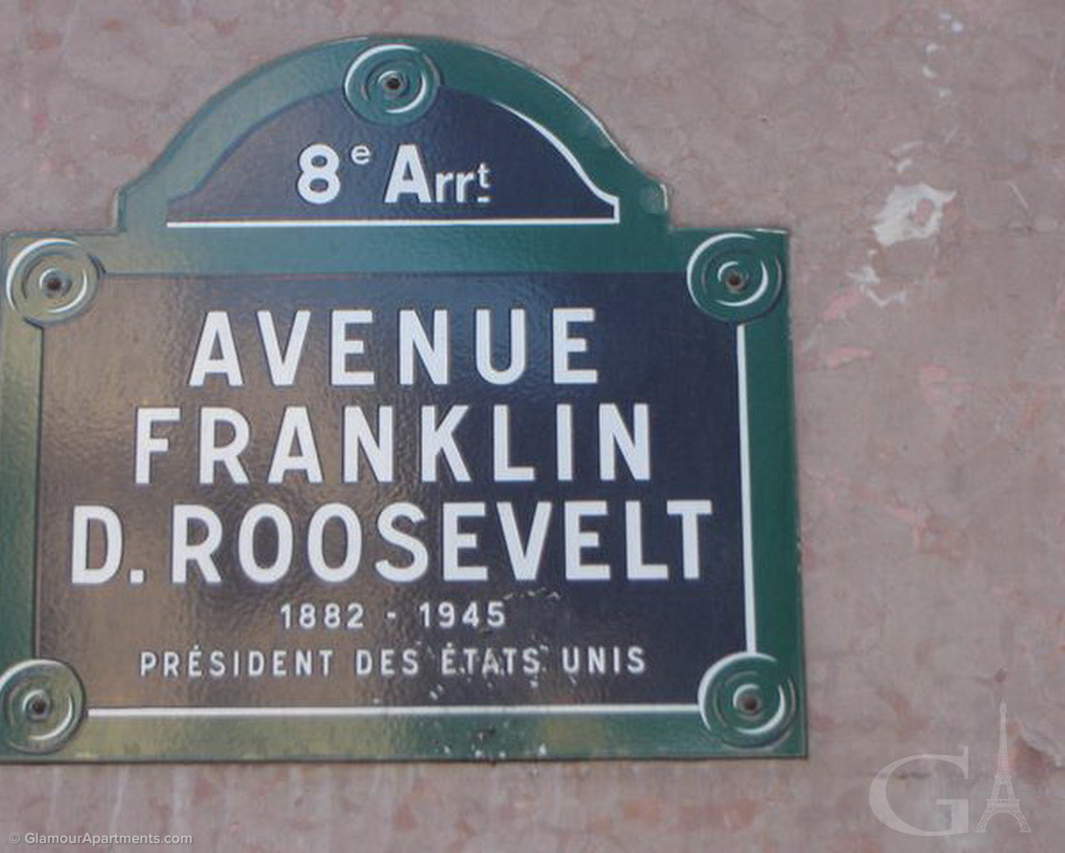 8e Arrt
AVENUE
FRANKLIN
D. ROOSEVELT
1882 - 1945
PRÉSIDENT DES ÉTATS UNIS
GA
© GlamourApartments.com